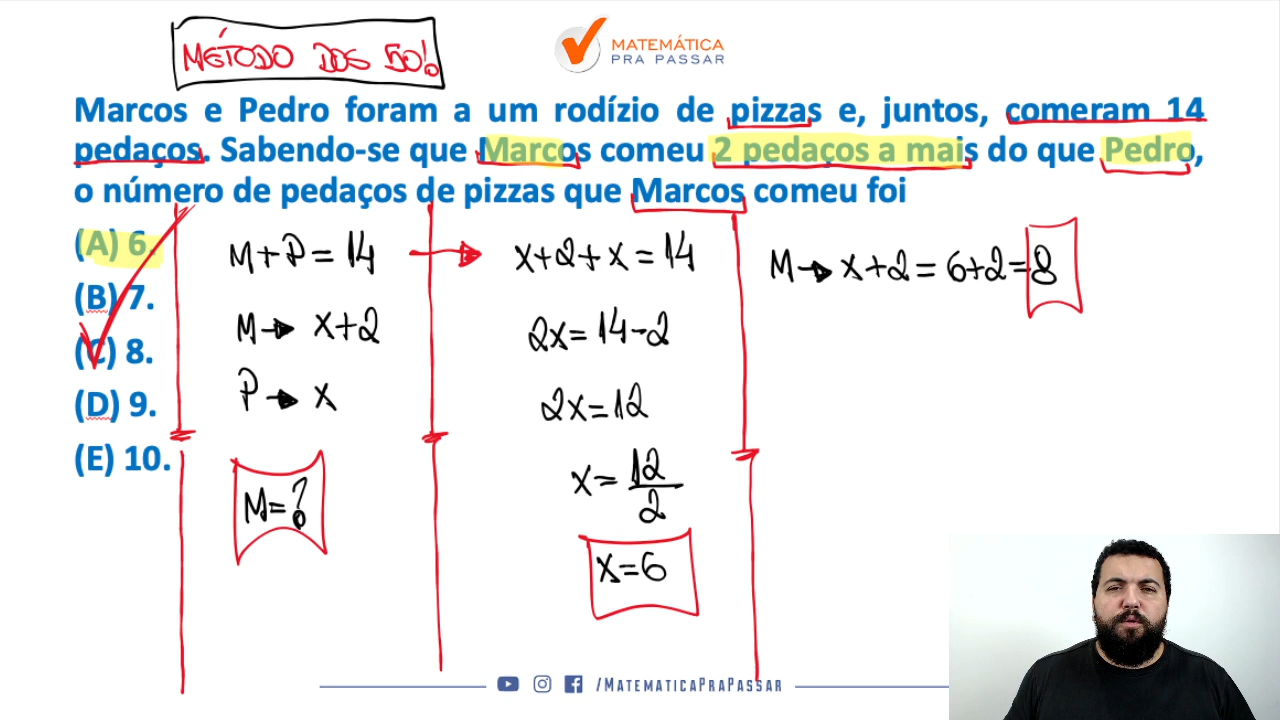 MÉTODO DOS 50!
MATEMÁTICA
PRA PASSAR
Marcos e Pedro foram a um rodízio de pizzas e, juntos, comeram 14
pedaços. Sabendo-se que Marcos comeu 2 pedaços a mais do que Pedro,
o número de pedaços de pizzas que Marcos comeu foi
(A) 6.
(B) 7.
(C) 8.
(D) 9.
(E) 10.
M+P=14
M→ x+2
P→ x
M=?
x+2+x=14
2x=14-2
2x=12
x=12/2
x=6
M→ x+2=6+2=8
/MatematicaPraPassar